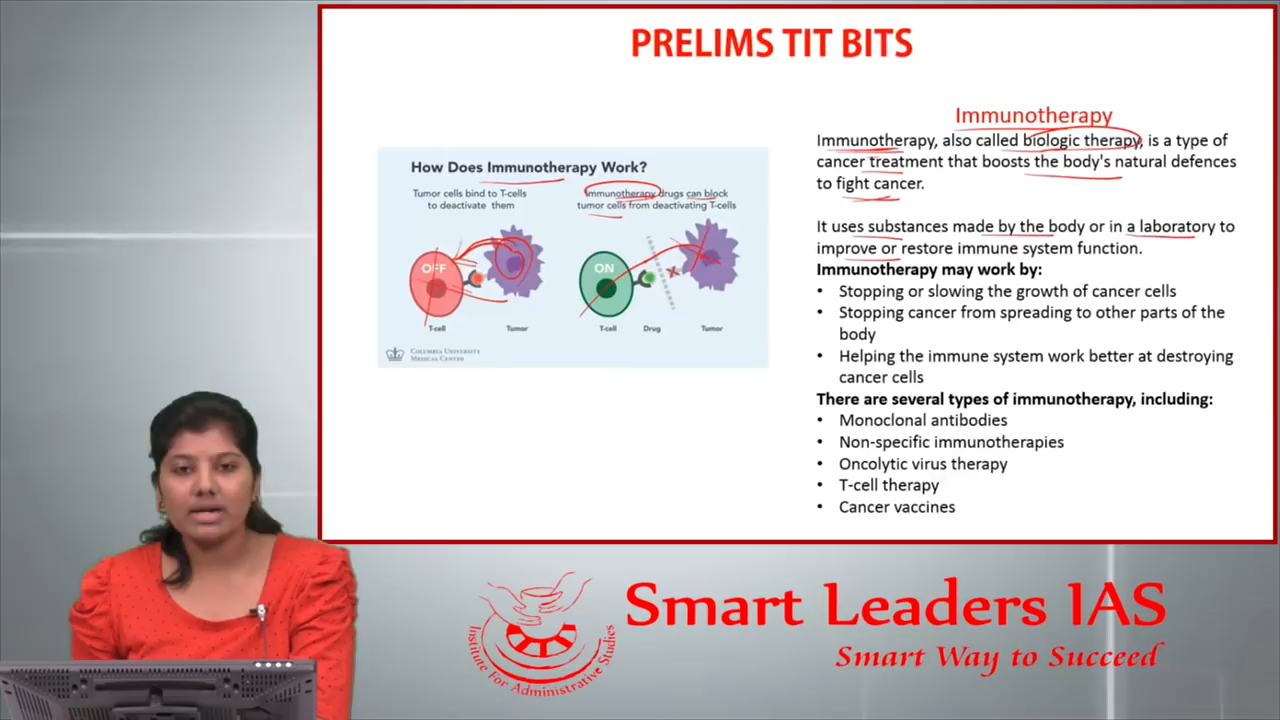 PRELIMS TIT BITS
How Does Immunotherapy Work?
Tumor cells bind to T-cells
to deactivate them
Immunotherapy drugs can block
tumor cells from deactivating T-cells
OFF
ON
T-cell
Tumor
T-cell
Drug
Tumor
COLUMBIA UNIVERSITY
MEDICAL CENTER
Immunotherapy
Immunotherapy, also called biologic therapy, is a type of
cancer treatment that boosts the body's natural defences
to fight cancer.
It uses substances made by the body or in a laboratory to
improve or restore immune system function.
Immunotherapy may work by:
• Stopping or slowing the growth of cancer cells
• Stopping cancer from spreading to other parts of the
body
• Helping the immune system work better at destroying
cancer cells
There are several types of immunotherapy, including:
• Monoclonal antibodies
• Non-specific immunotherapies
• Oncolytic virus therapy
• T-cell therapy
• Cancer vaccines
Institute For Administrative Studies
Smart Leaders IAS
Smart Way to Succeed